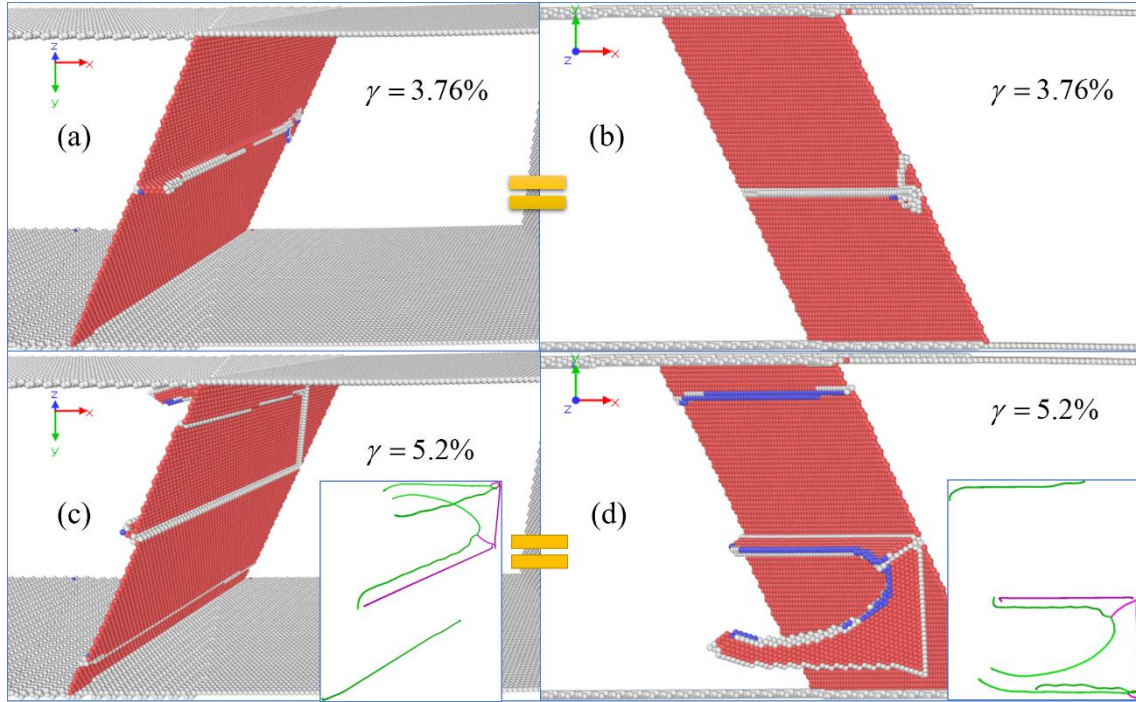 z
x
y
γ = 3.76%
(a)
y
x
z
γ = 3.76%
(b)
z
x
y
γ = 5.2%
(c)
y
x
z
γ = 5.2%
(d)